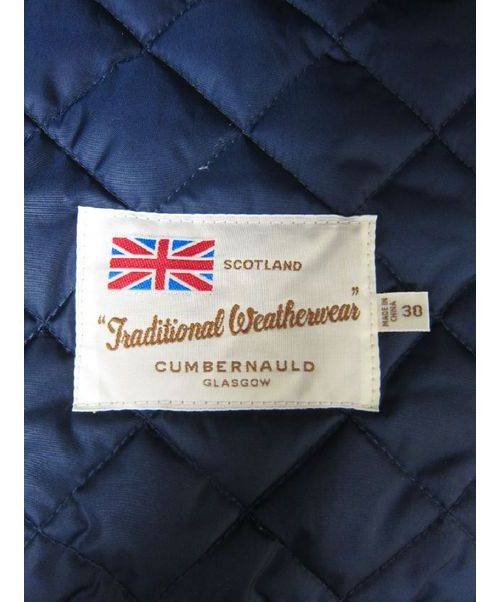 SCOTLAND
"Traditional Weatherwear"
CUMBERNAULD
GLASGOW
MADE IN
CHINA
38